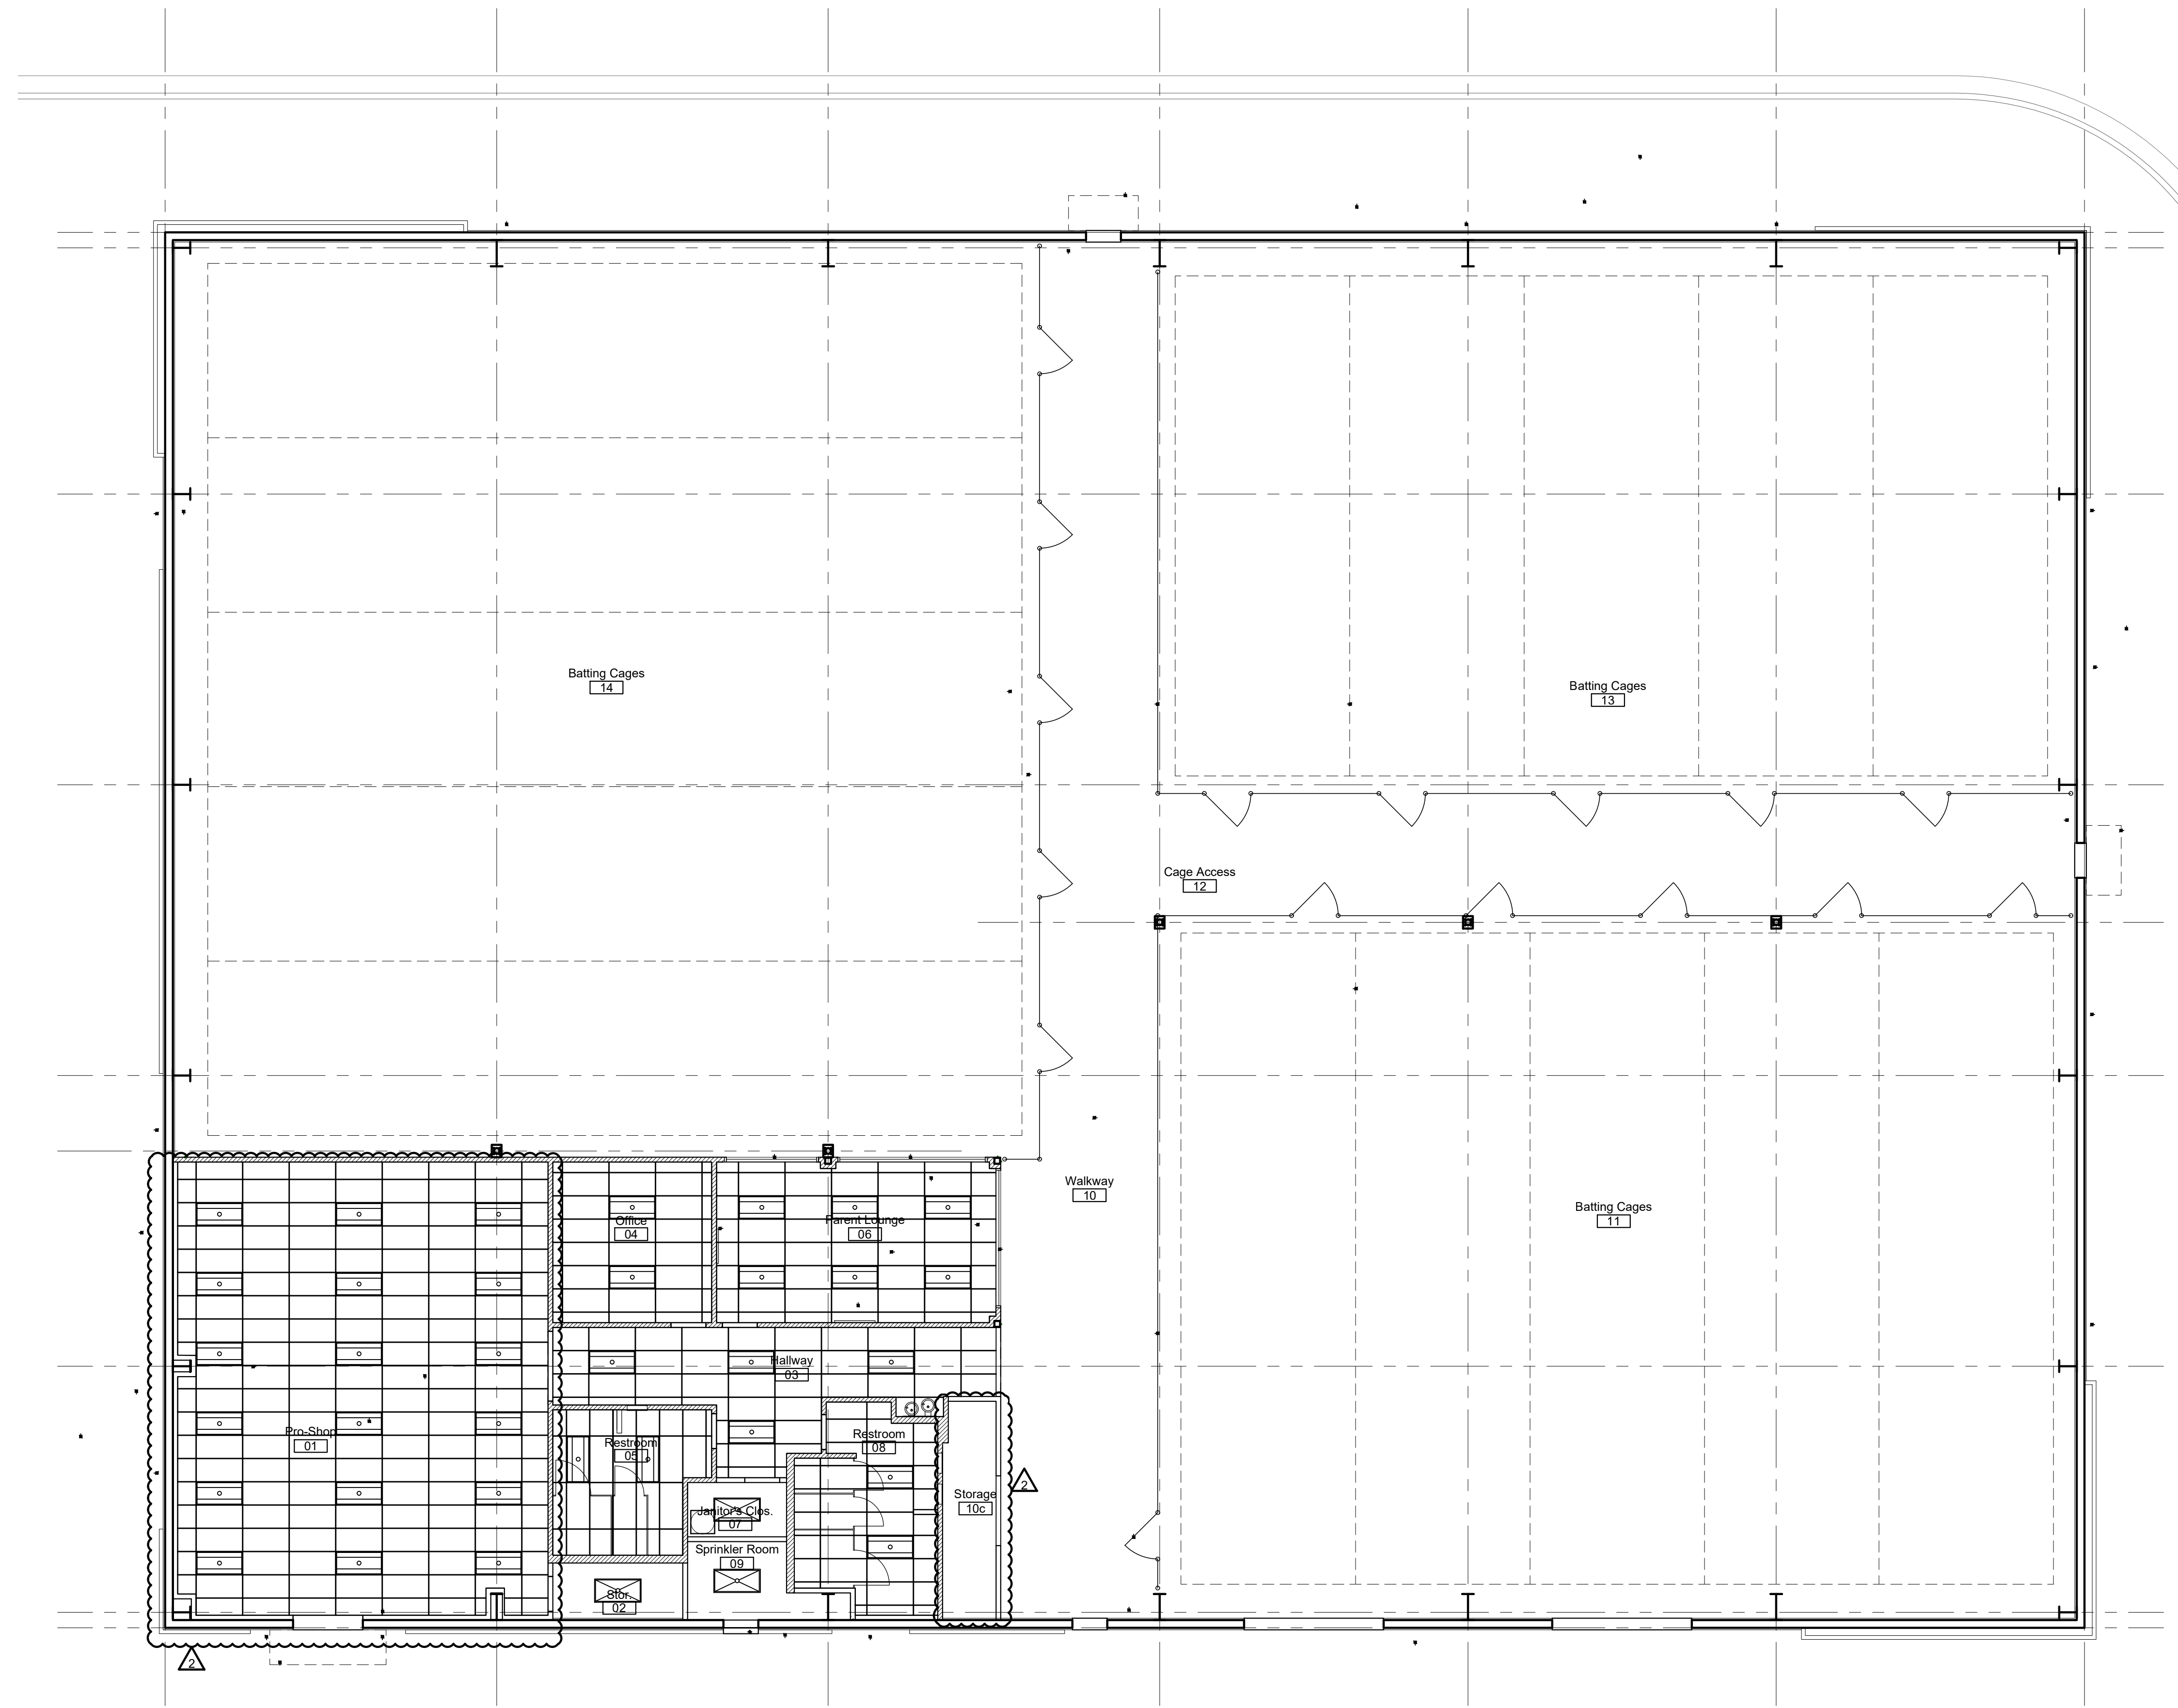 Batting Cages
14
Batting Cages
13
Cage Access
12
Walkway
10
Batting Cages
11
Office
04
Parent Lounge
06
Hallway
03
Pro-Shop
01
Restroom
05
Restroom
08
Storage
10c
2
Janitor's Clos.
07
Sprinkler Room
09
Stor.
02
2